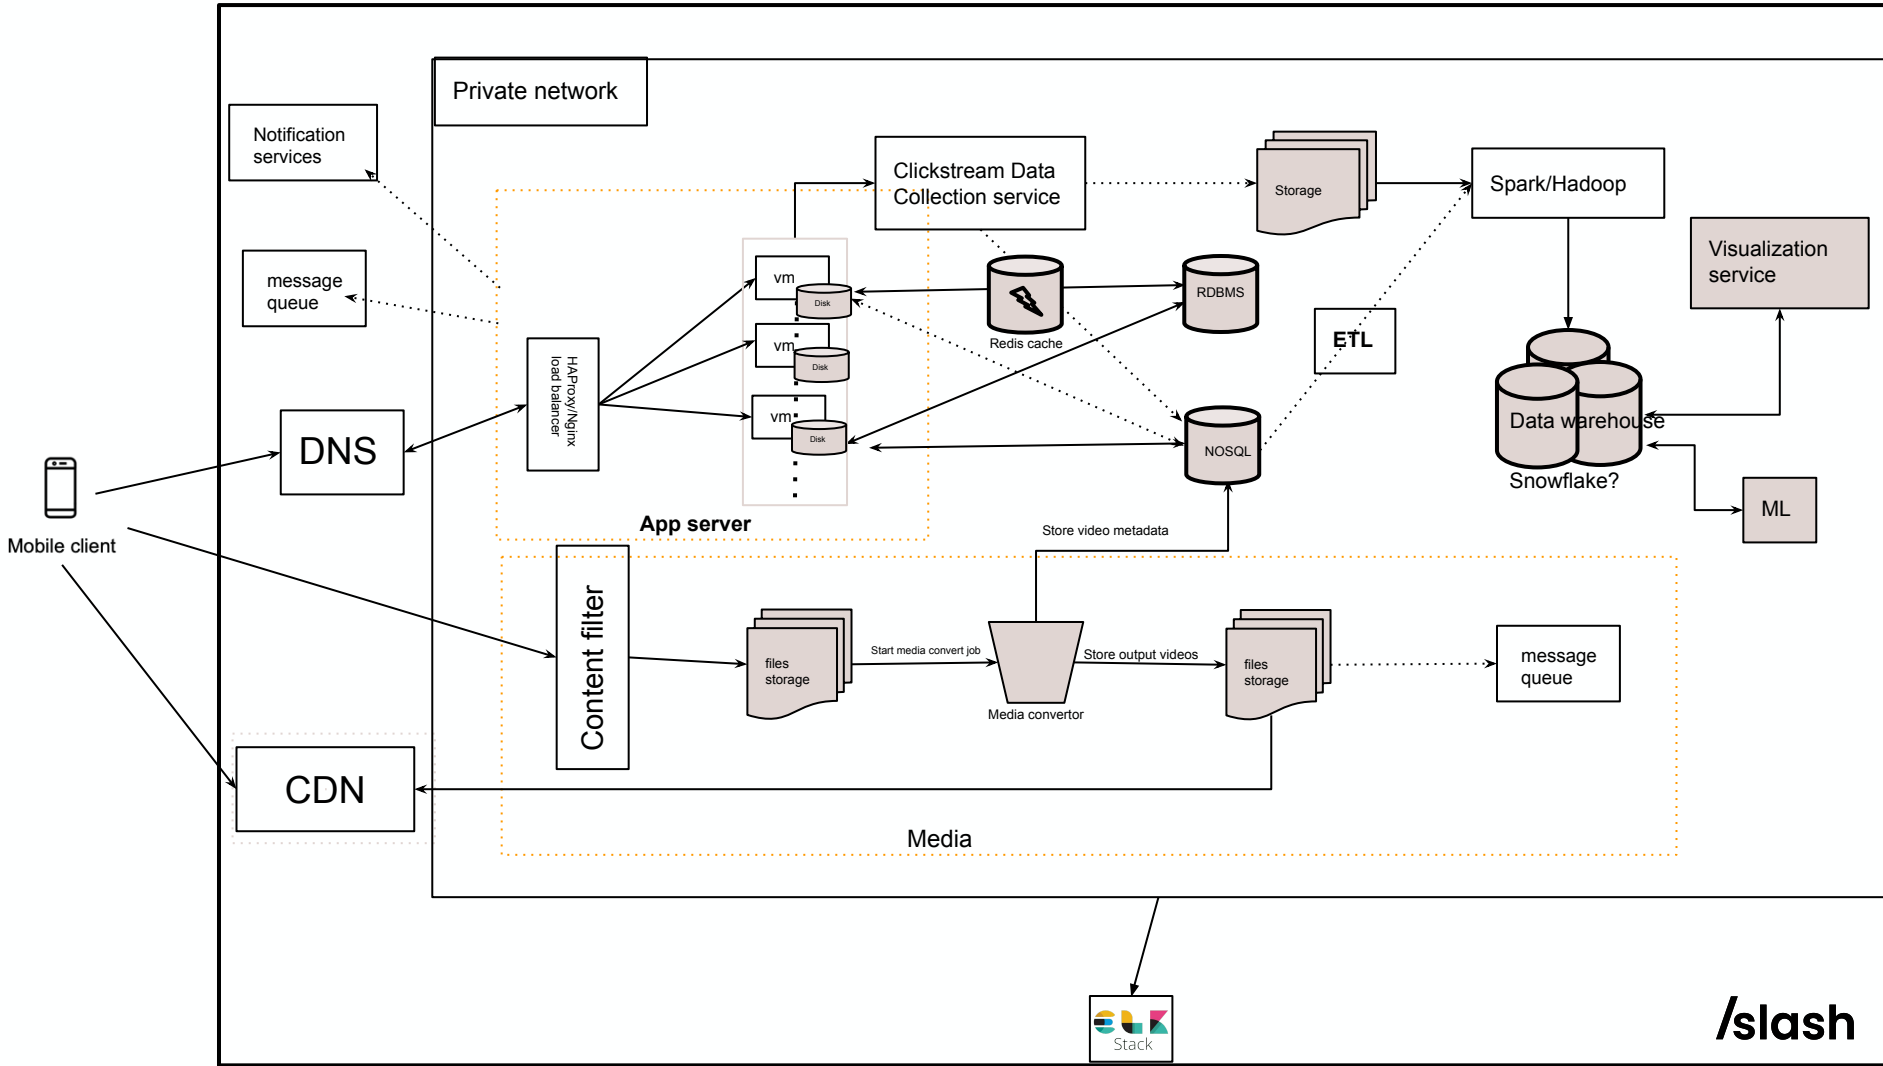 Private network
Notification
services
Clickstream Data
Collection service
Storage
Spark/Hadoop
Visualization
service
message
queue
vm
Disk
vm
Disk
vm
Disk
Redis cache
RDBMS
ETL
HAProxy/Nginx
load balancer
DNS
NOSQL
Data warehouse
Snowflake?
ML
App server
Mobile client
Store video metadata
Content filter
files
storage
Start media convert job
Media convertor
Store output videos
files
storage
message
queue
CDN
Media
elk
Stack
/slash